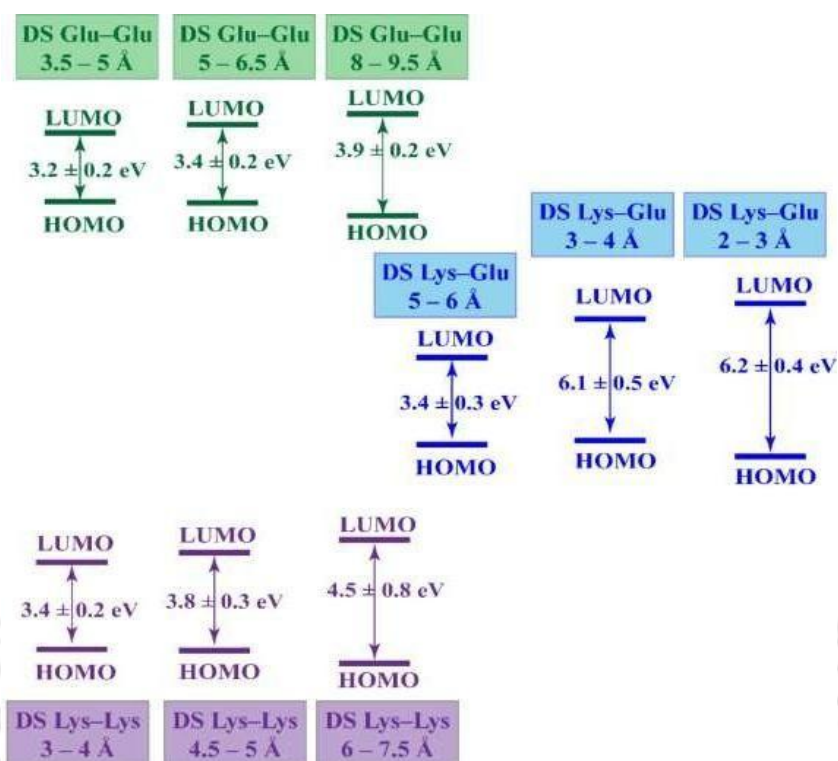 DS Glu–Glu
3.5 – 5 Å
DS Glu–Glu
5 – 6.5 Å
DS Glu–Glu
8 – 9.5 Å
LUMO
3.2 ± 0.2 eV
HOMO
LUMO
3.4 ± 0.2 eV
HOMO
LUMO
3.9 ± 0.2 eV
HOMO
DS Lys–Glu
5 – 6 Å
LUMO
3.4 ± 0.3 eV
HOMO
DS Lys–Glu
3 – 4 Å
LUMO
6.1 ± 0.5 eV
HOMO
DS Lys–Glu
2 – 3 Å
LUMO
6.2 ± 0.4 eV
HOMO
LUMO
3.4 ± 0.2 eV
HOMO
DS Lys–Lys
3 – 4 Å
LUMO
3.8 ± 0.3 eV
HOMO
DS Lys–Lys
4.5 – 5 Å
LUMO
4.5 ± 0.8 eV
HOMO
DS Lys–Lys
6 – 7.5 Å